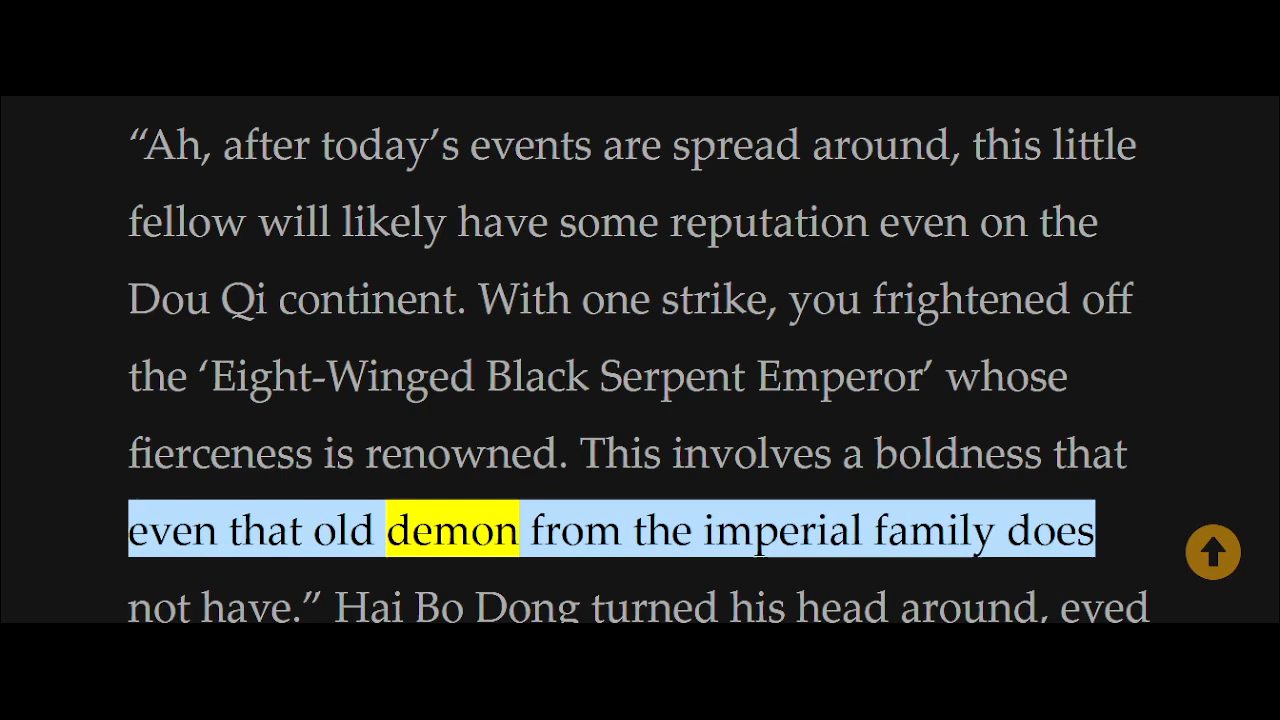 “Ah, after today’s events are spread around, this little
fellow will likely have some reputation even on the
Dou Qi continent. With one strike, you frightened off
the ‘Eight-Winged Black Serpent Emperor’ whose
fierceness is renowned. This involves a boldness that
even that old demon from the imperial family does
not have.” Hai Bo Dong turned his head around, eyed